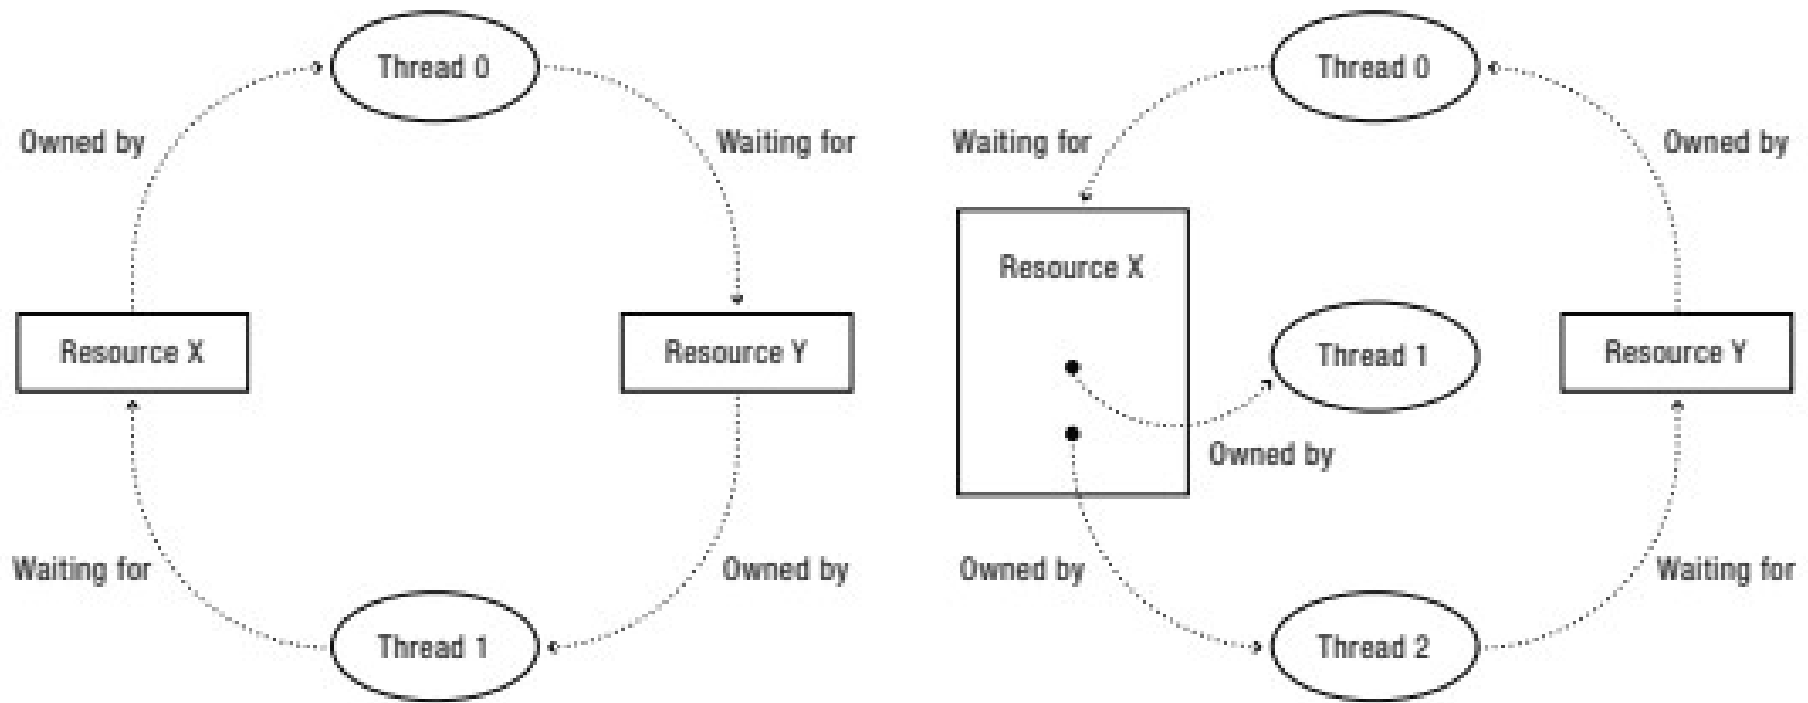 Thread 0
Owned by
Waiting for
Resource X
Resource Y
Waiting for
Owned by
Thread 1
Thread 0
Waiting for
Owned by
Resource X
Thread 1
Resource Y
Owned by
Owned by
Waiting for
Thread 2